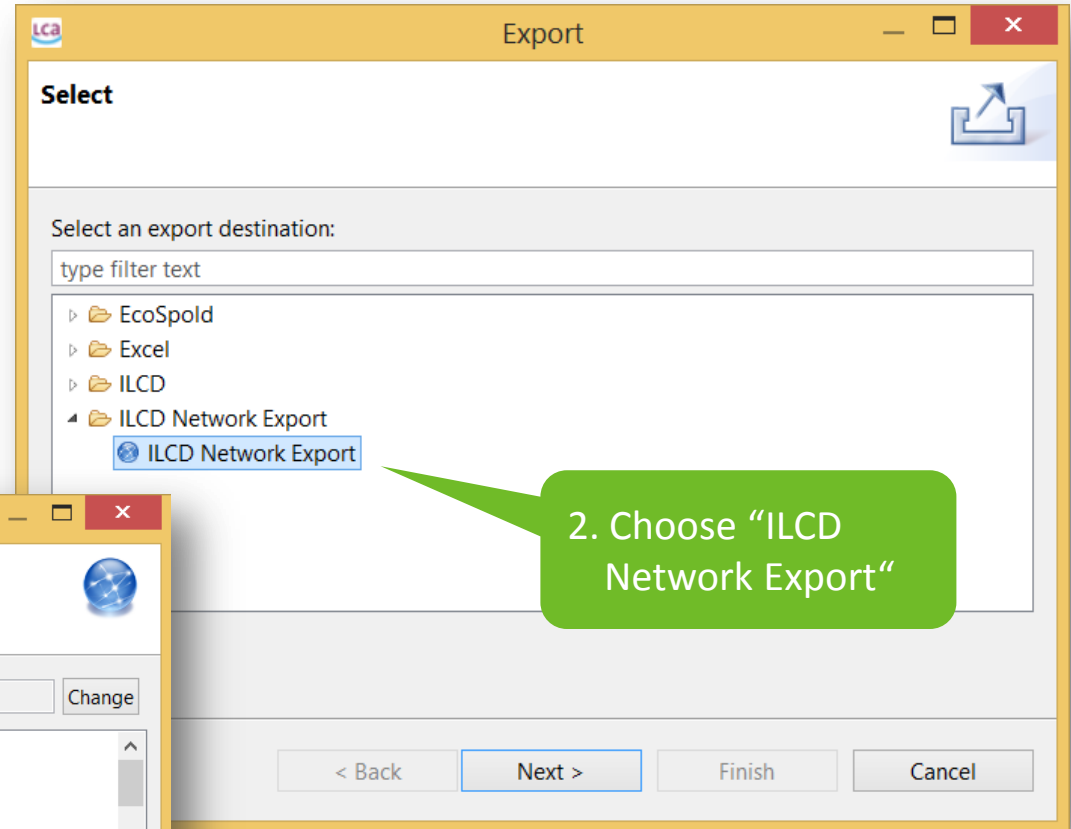 LCA
Export
Select
Select an export destination:
type filter text
EcoSpold
Excel
ILCD
ILCD Network Export
ILCD Network Export
2. Choose “ILCD
Network Export“
Change
< Back
Next >
Finish
Cancel